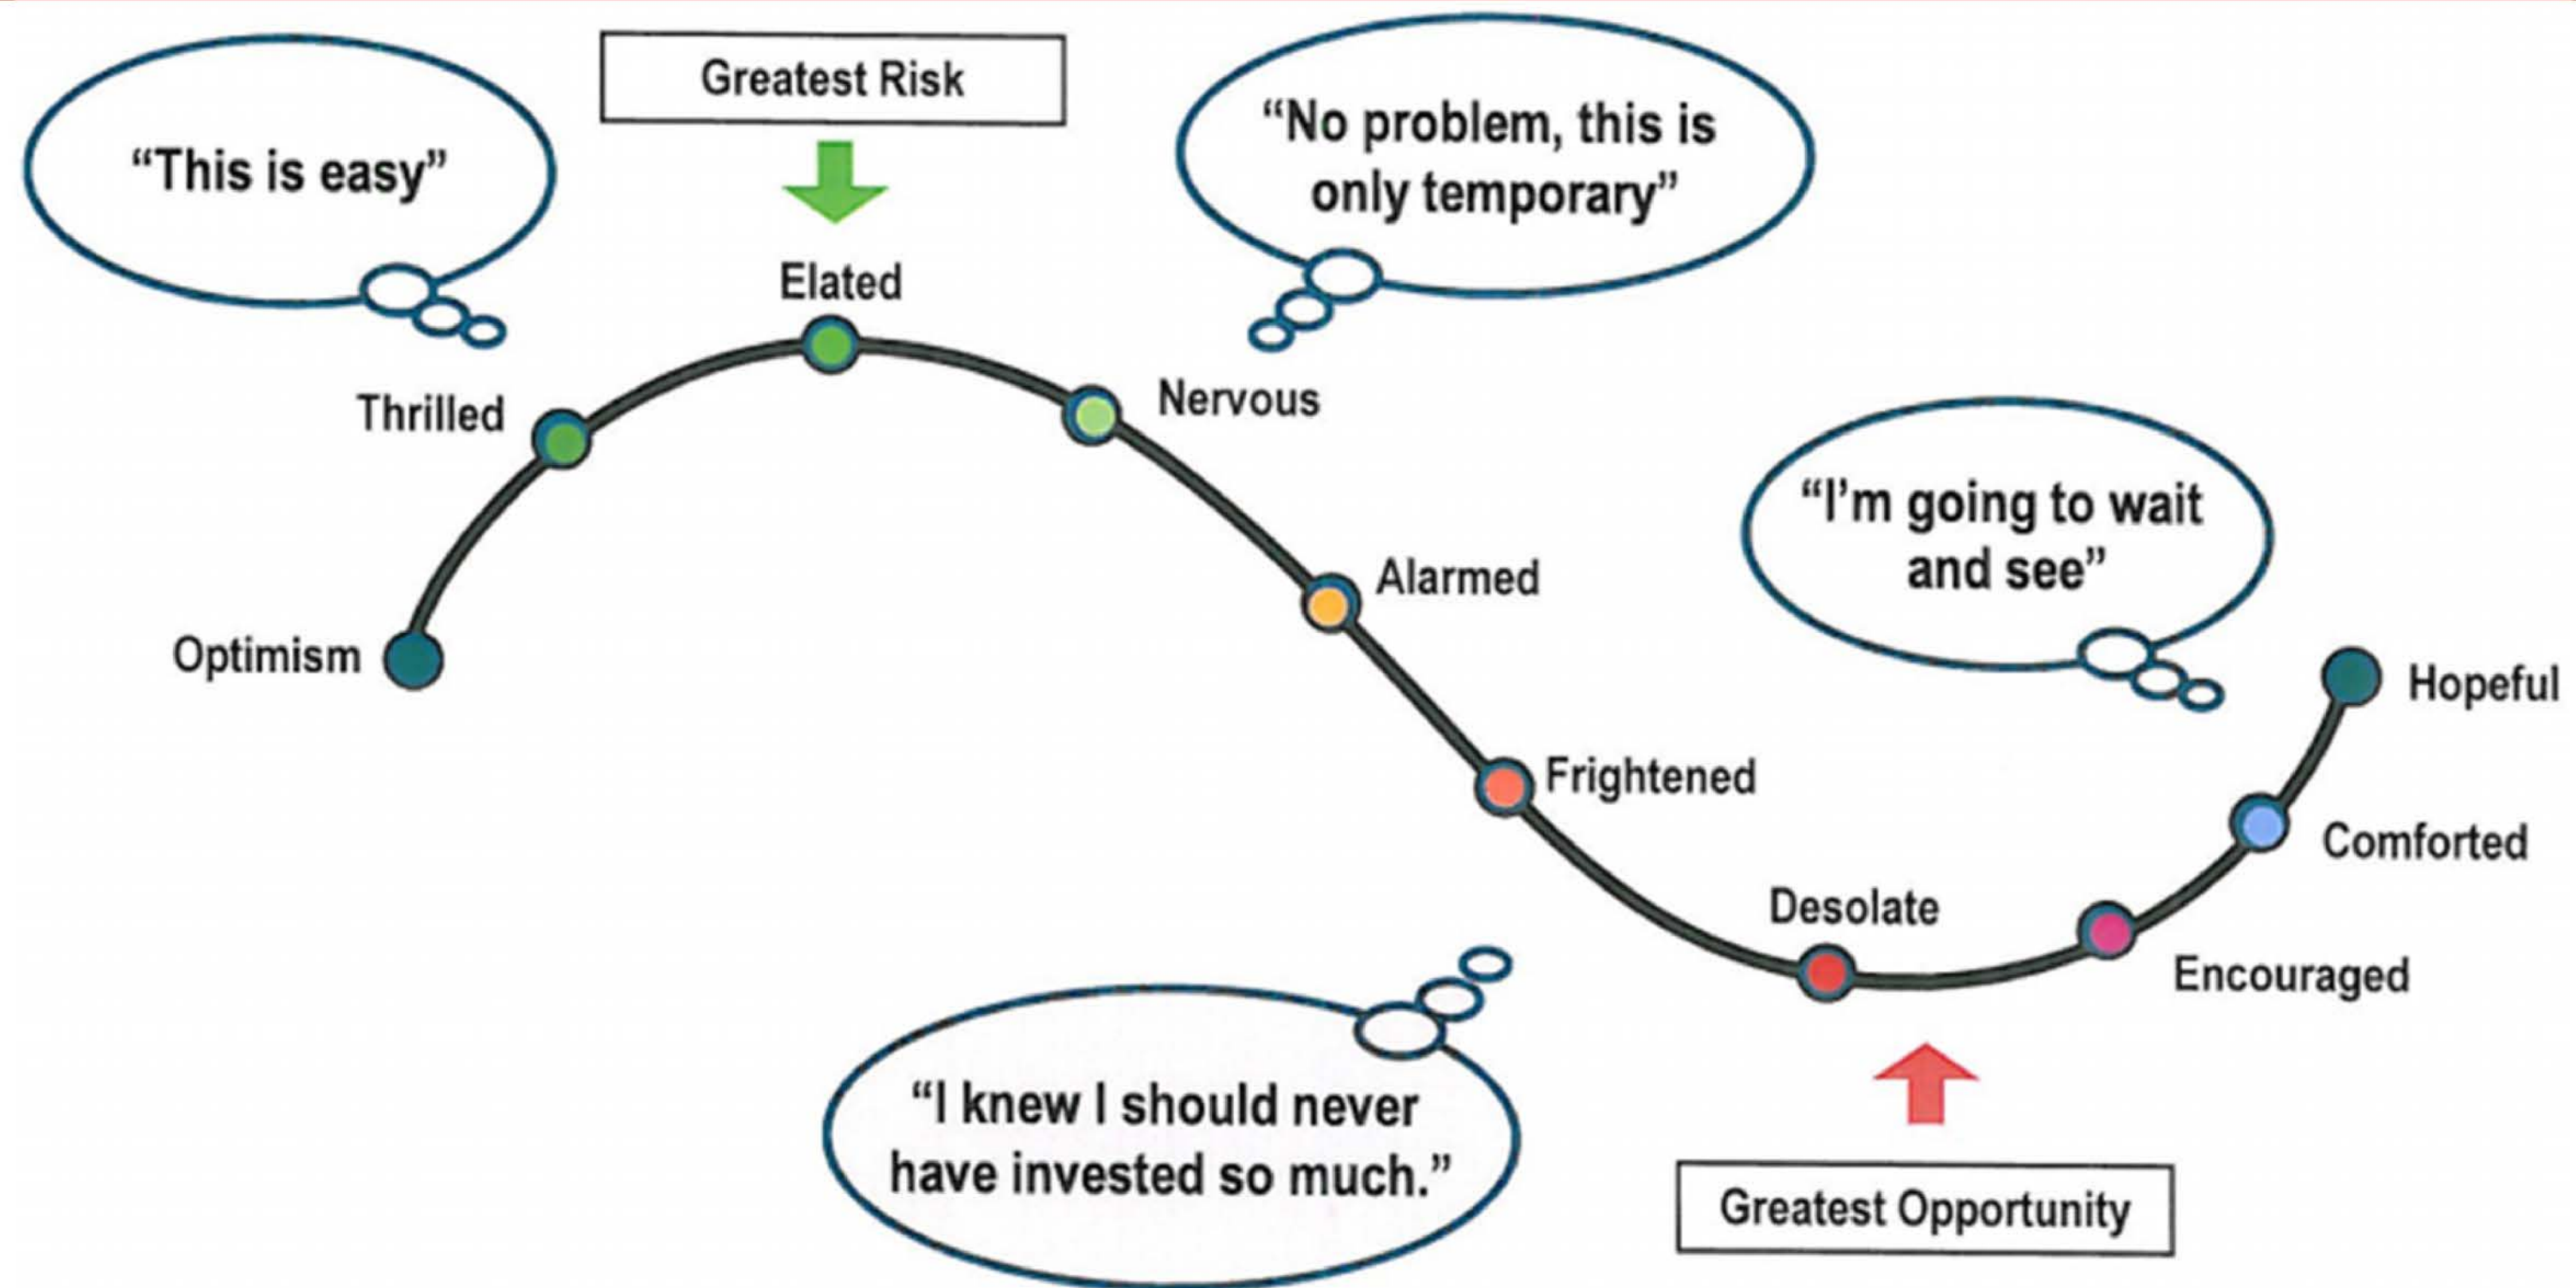 “This is easy”
Greatest Risk
“No problem, this is
only temporary”
Elated
Thrilled
Nervous
“I’m going to wait
and see”
Alarmed
Optimism
Hopeful
Frightened
Comforted
Desolate
Encouraged
“I knew I should never
have invested so much.”
Greatest Opportunity